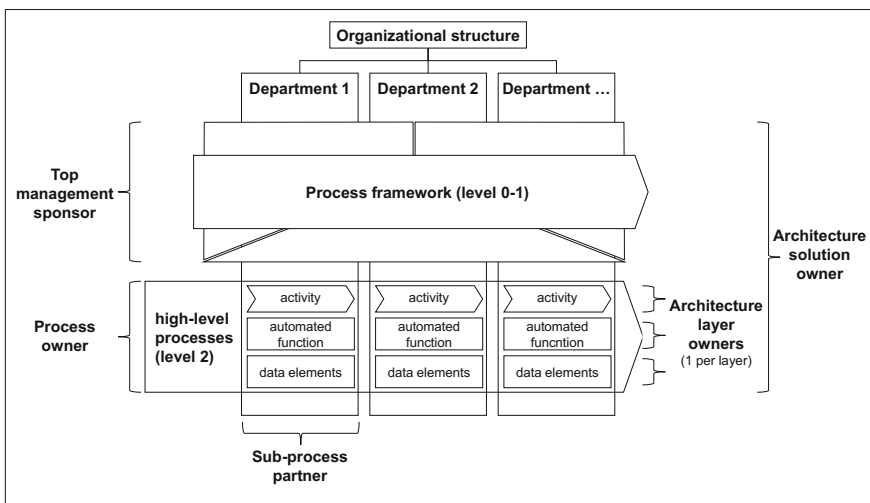 Organizational structure
Department 1
Department 2
Department ...
Process framework (level 0-1)
Top
management
sponsor
Architecture
solution
owner
Process
owner
high-level
processes
(level 2)
activity
activity
activity
automated
function
automated
function
automated
funcntion
data elements
data elements
data elements
Architecture
layer
owners
(1 per layer)
Sub-process
partner